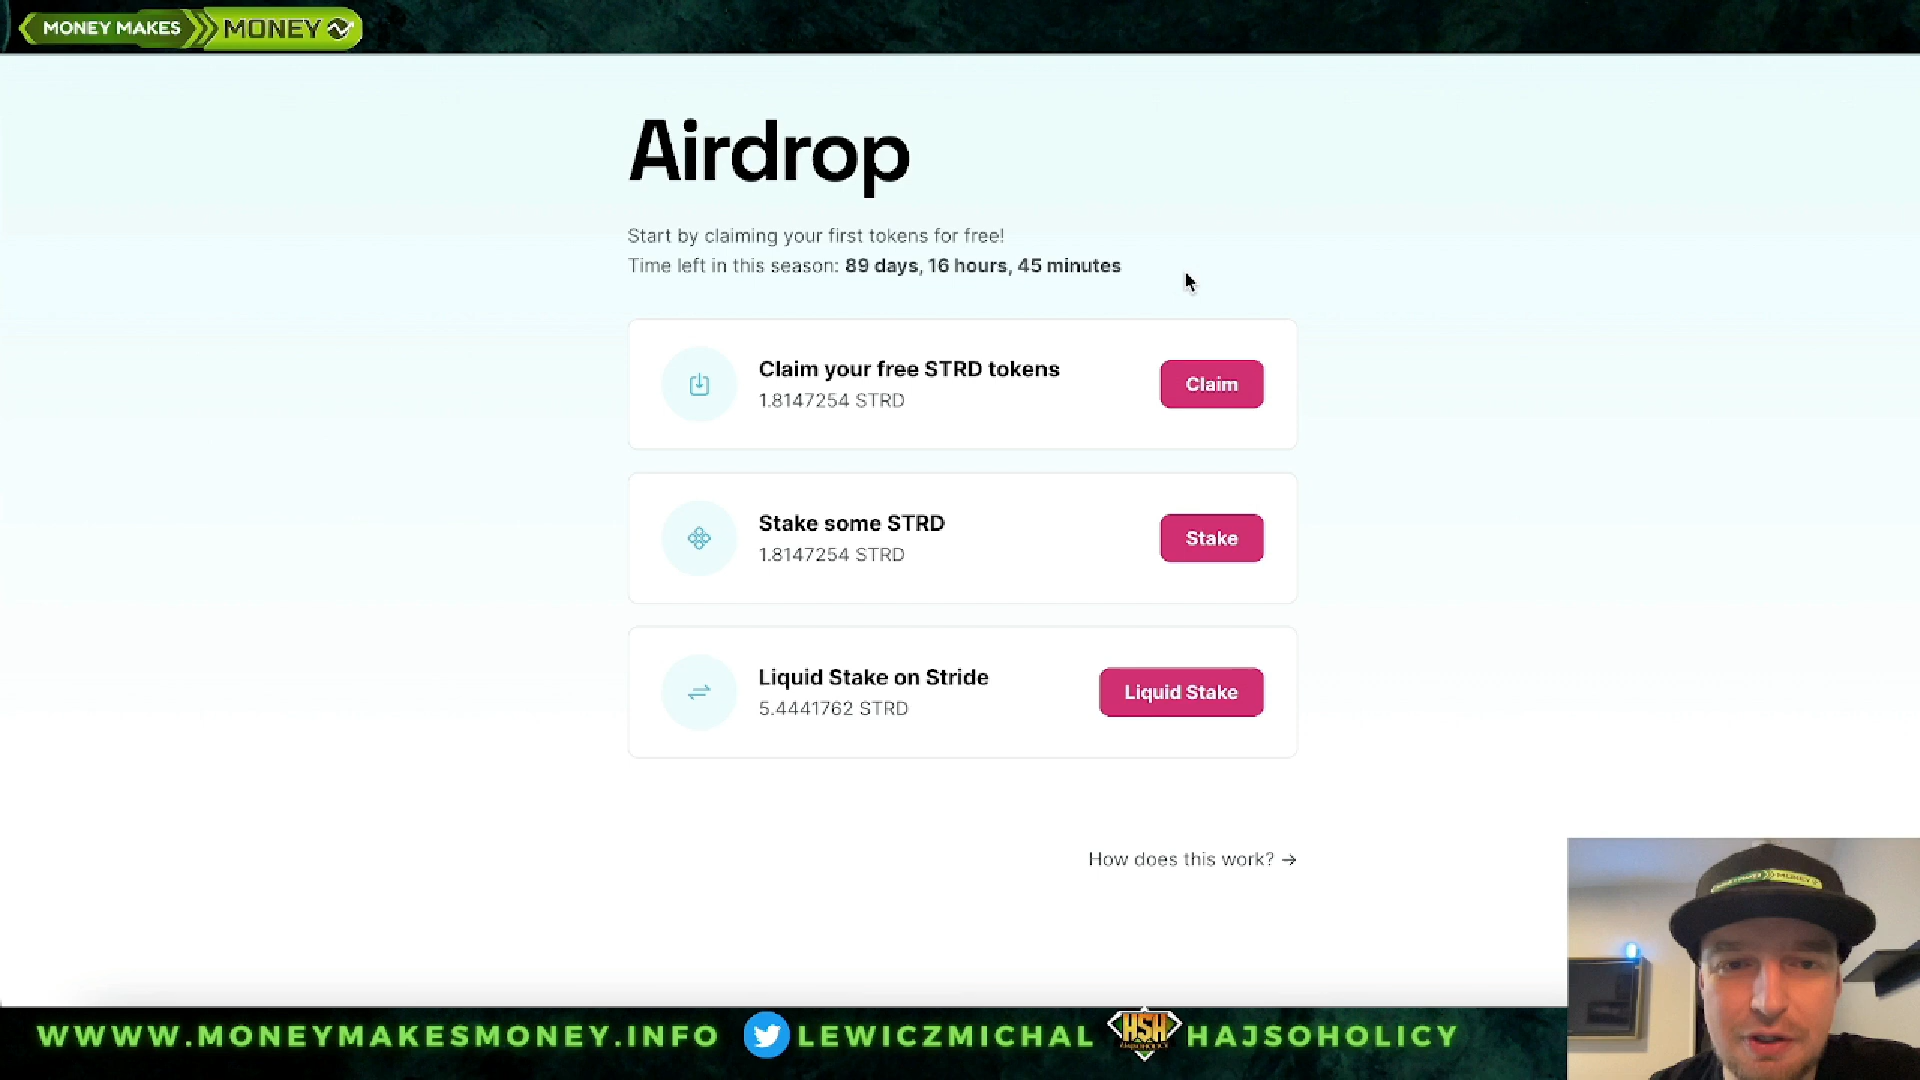 MONEY MAKES MONEY
Airdrop
Start by claiming your first tokens for free!
Time left in this season: 89 days, 16 hours, 45 minutes
Claim your free STRD tokens
1.8147254 STRD
Claim
Stake some STRD
1.8147254 STRD
Stake
Liquid Stake on Stride
5.4441762 STRD
Liquid Stake
How does this work? →
MONEY
WWWW.MONEYMAKESMONEY.INFO LEWICZMICHAL HSH HAJSOHOLICY